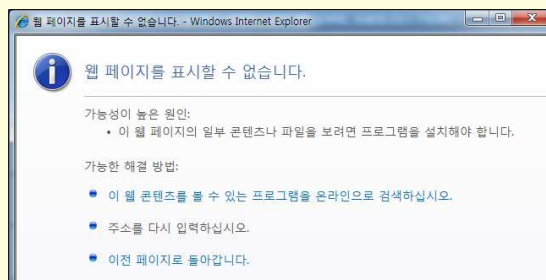 웹 페이지를 표시할 수 없습니다. - Windows Internet Explorer
웹 페이지를 표시할 수 없습니다.
가능성이 높은 원인:
• 이 웹 페이지의 일부 콘텐츠나 파일을 보려면 프로그램을 설치해야 합니다.
가능한 해결 방법:
이 웹 콘텐츠를 볼 수 있는 프로그램을 온라인으로 검색하십시오.
주소를 다시 입력하십시오.
이전 페이지로 돌아갑니다.